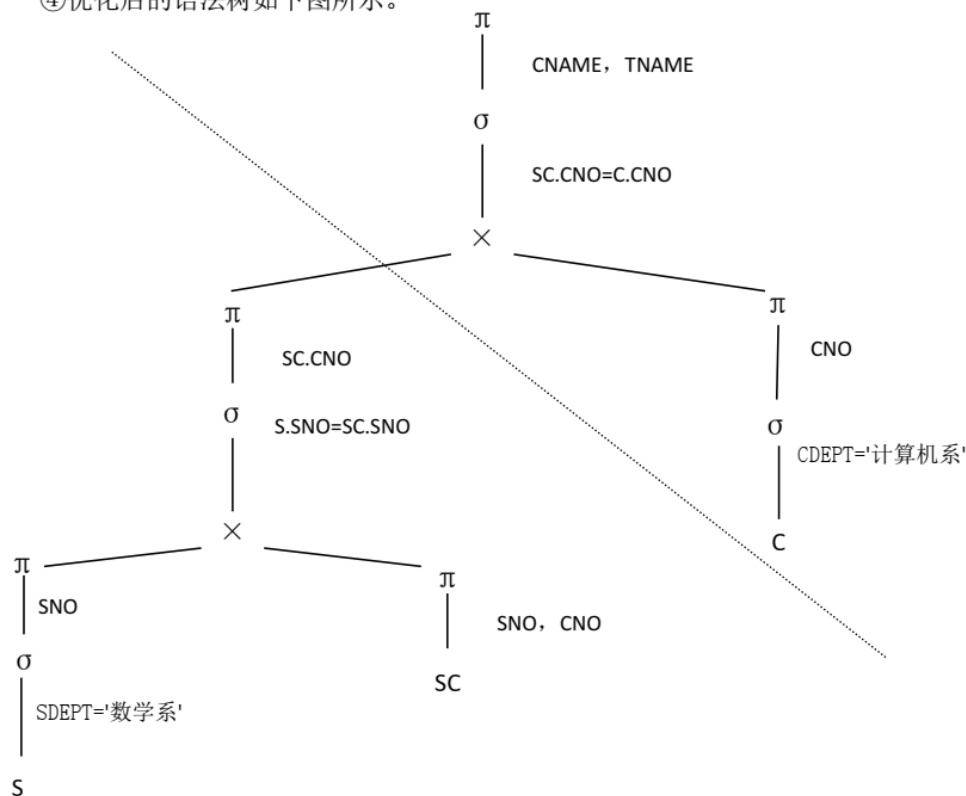 ④优化后的语法树如下图所示。
π
CNAME，TNAME
σ
SC.CNO=C.CNO
×
π
SC.CNO
σ
S.SNO=SC.SNO
×
π
SNO
σ
SDEPT='数学系'
S
π
SNO，CNO
SC
π
CNO
σ
CDEPT='计算机系'
C